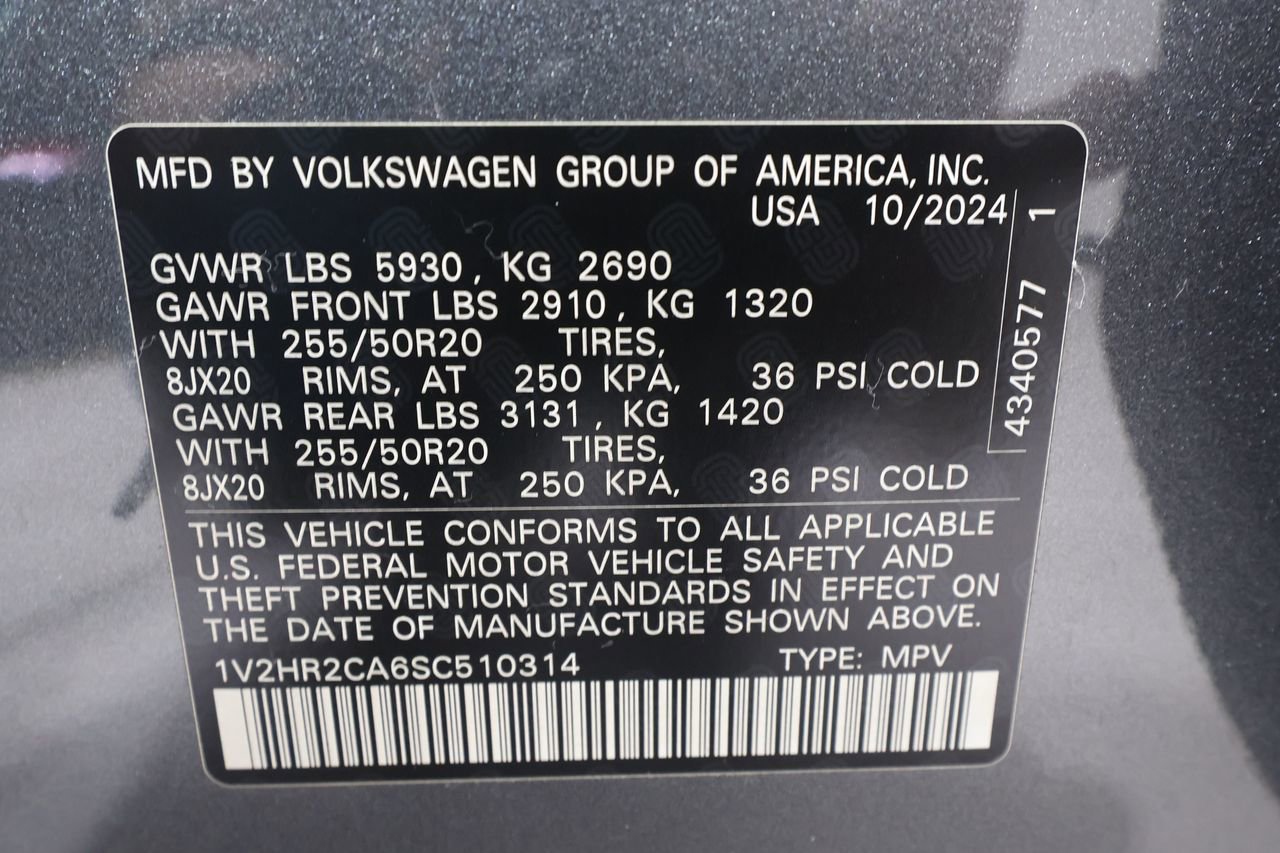 MFD BY VOLKSWAGEN GROUP OF AMERICA, INC.
USA 10/2024
GVWR LBS 5930, KG 2690
GAWR FRONT LBS 2910, KG 1320
WITH 255/50R20 TIRES,
8JX20 RIMS, AT 250 KPA, 36 PSI COLD
GAWR REAR LBS 3131, KG 1420
WITH 255/50R20 TIRES,
8JX20 RIMS, AT 250 KPA, 36 PSI COLD
4340577 1
THIS VEHICLE CONFORMS TO ALL APPLICABLE
U.S. FEDERAL MOTOR VEHICLE SAFETY AND
THEFT PREVENTION STANDARDS IN EFFECT ON
THE DATE OF MANUFACTURE SHOWN ABOVE.
1V2HR2CA6SC510314 TYPE: MPV